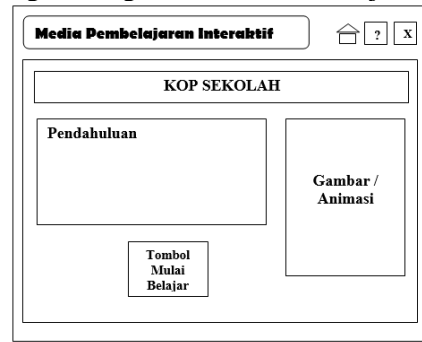 Media Pembelajaran Interaktif
? X
KOP SEKOLAH
Pendahuluan
Gambar /
Animasi
Tombol
Mulai
Belajar